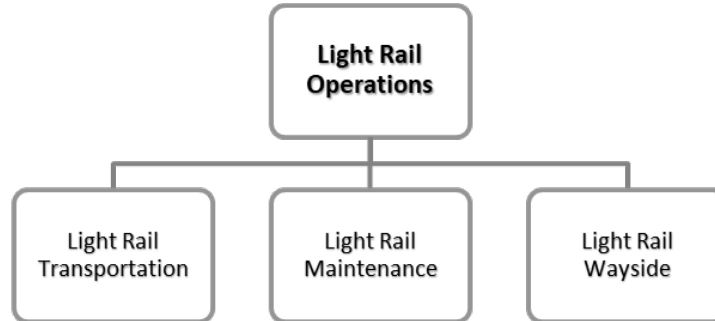 Light Rail
Operations
Light Rail
Transportation
Light Rail
Maintenance
Light Rail
Wayside